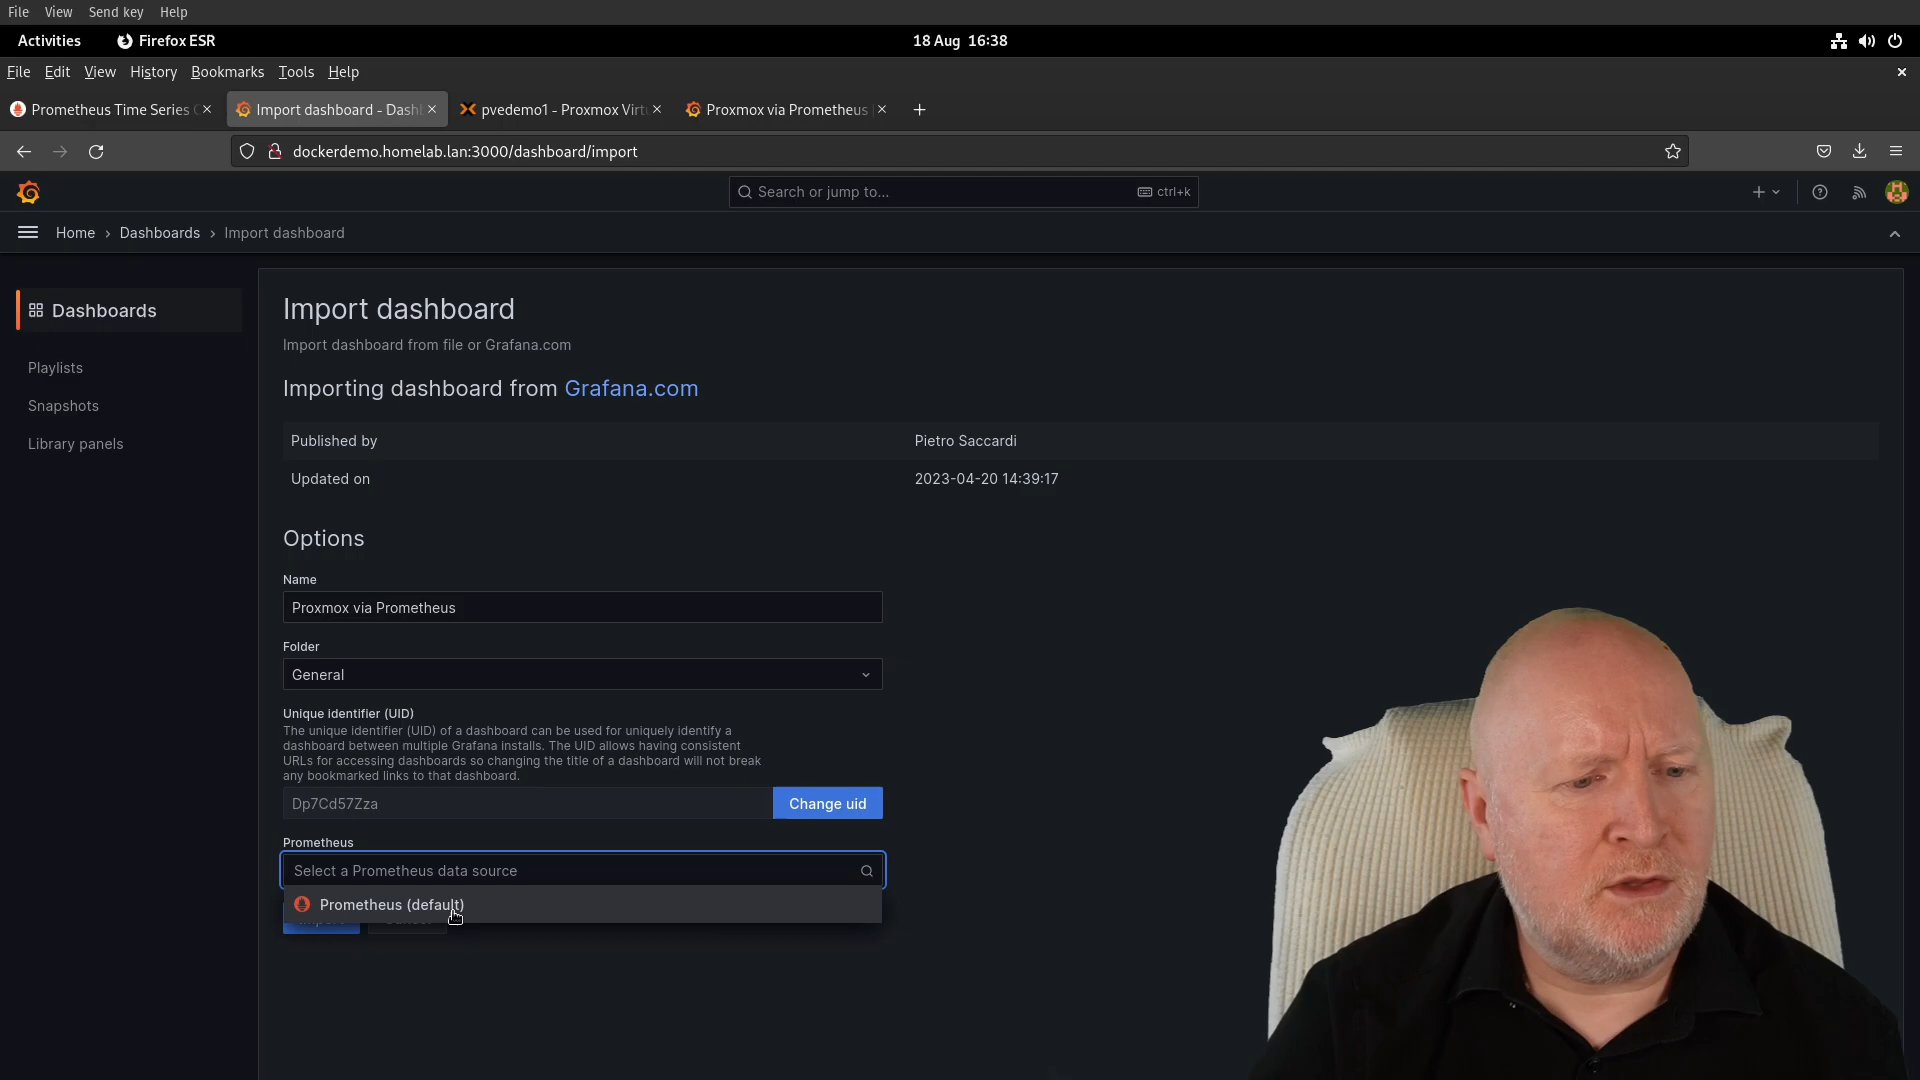 File View Send key Help
Activities Firefox ESR 18 Aug 16:38
File Edit View History Bookmarks Tools Help
Prometheus Time Series Import dashboard - Dash pvedemo1 - Proxmox Virtu Proxmox via Prometheus
dockerdemo.homelab.lan:3000/dashboard/import
Search or jump to... ctrl+k
Home › Dashboards › Import dashboard
Dashboards
Playlists
Snapshots
Library panels
Import dashboard
Import dashboard from file or Grafana.com
Importing dashboard from Grafana.com
Published by Pietro Saccardi
Updated on 2023-04-20 14:39:17
Options
Name
Proxmox via Prometheus
Folder
General
Unique identifier (UID)
The unique identifier (UID) of a dashboard can be used for uniquely identify a
dashboard between multiple Grafana installs. The UID allows having consistent
URLs for accessing dashboards so changing the title of a dashboard will not break
any bookmarked links to that dashboard.
Dp7Cd57Zza Change uid
Prometheus
Select a Prometheus data source
Prometheus (default)